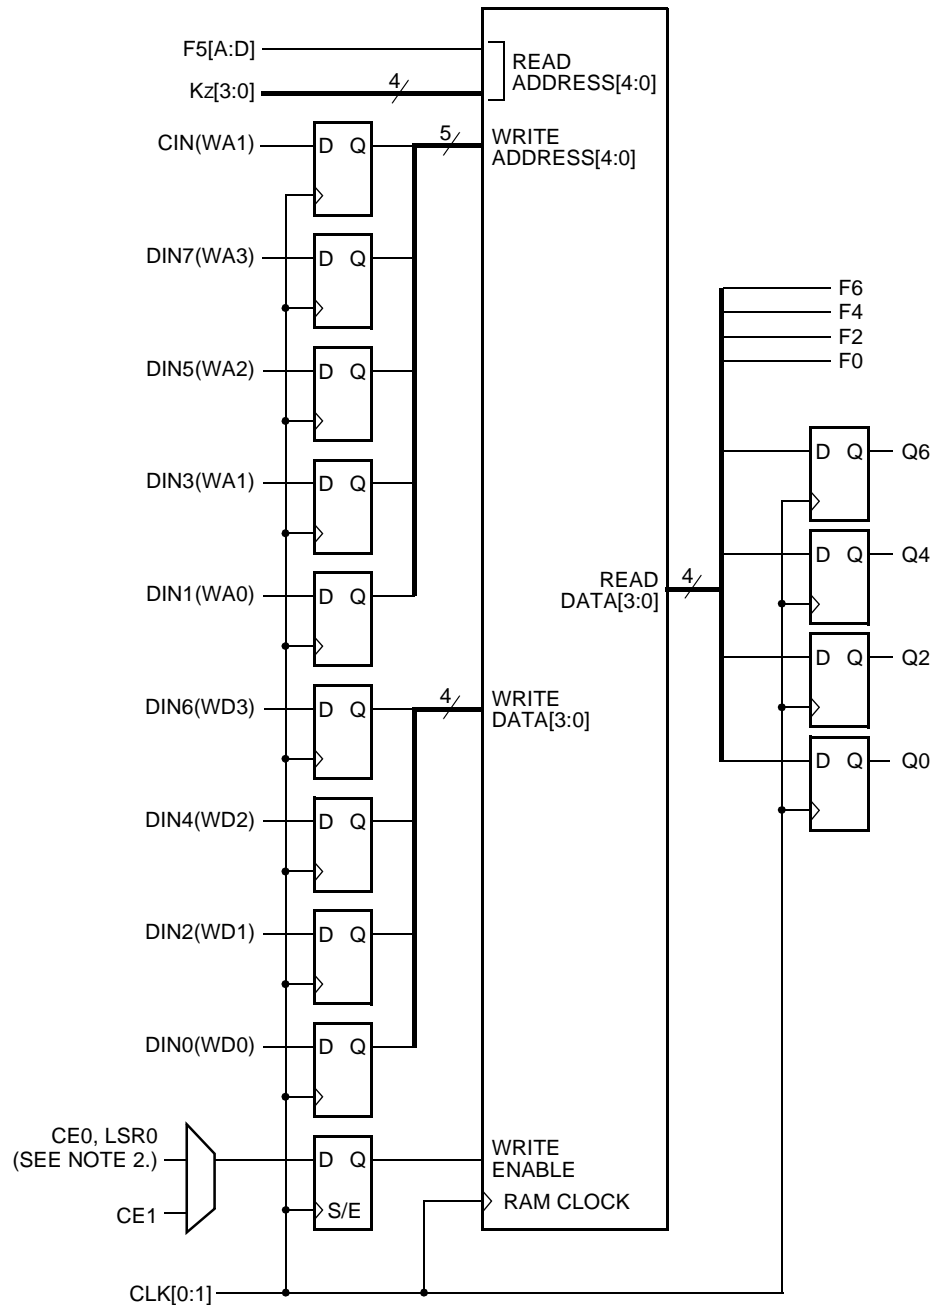 F5[A:D]
KZ[3:0]
4
READ
ADDRESS[4:0]
CIN(WA1)
D Q
5
WRITE
ADDRESS[4:0]
DIN7(WA3)
D Q
DIN5(WA2)
D Q
DIN3(WA1)
D Q
DIN1(WA0)
D Q
DIN6(WD3)
D Q
4
WRITE
DATA[3:0]
DIN4(WD2)
D Q
DIN2(WD1)
D Q
DIN0(WD0)
D Q
CE0, LSR0
(SEE NOTE 2.)
CE1
D Q
S/E
WRITE
ENABLE
RAM CLOCK
CLK[0:1]
READ
DATA[3:0]
4
F6
F4
F2
F0
D Q
Q6
D Q
Q4
D Q
Q2
D Q
Q0